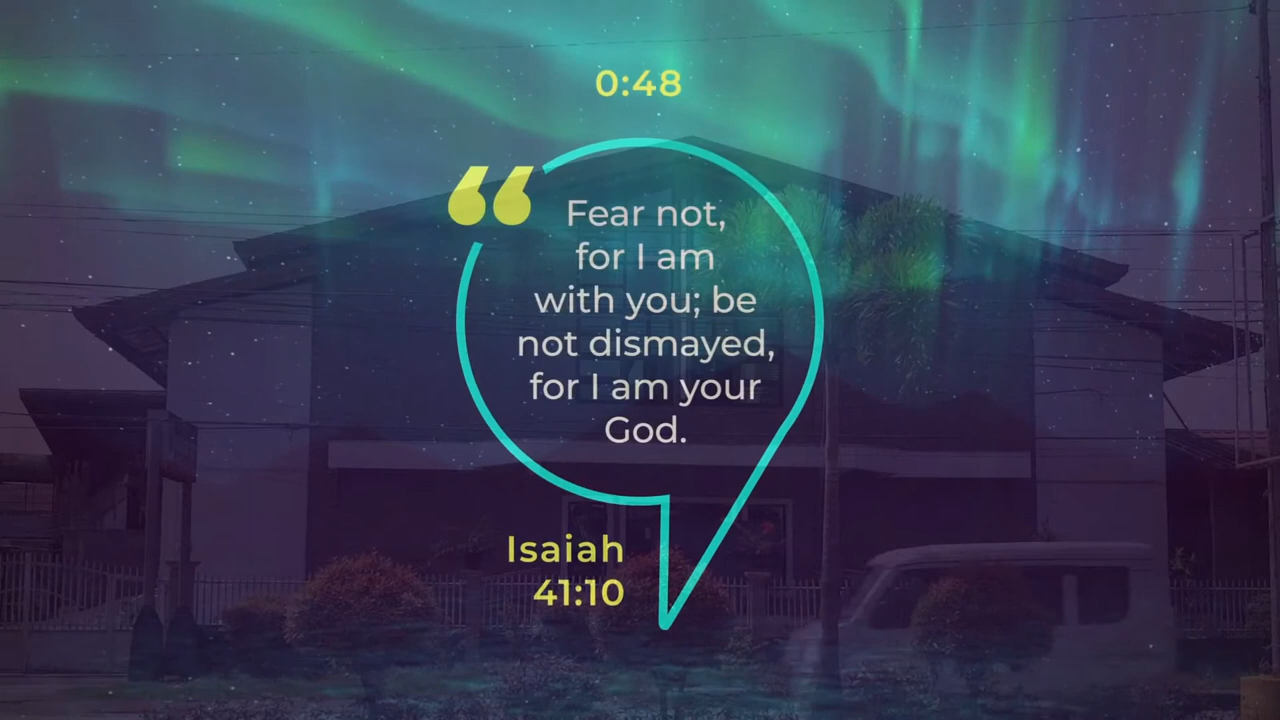 0:48
“
Fear not,
for I am
with you; be
not dismayed,
for I am your
God.
Isaiah
41:10